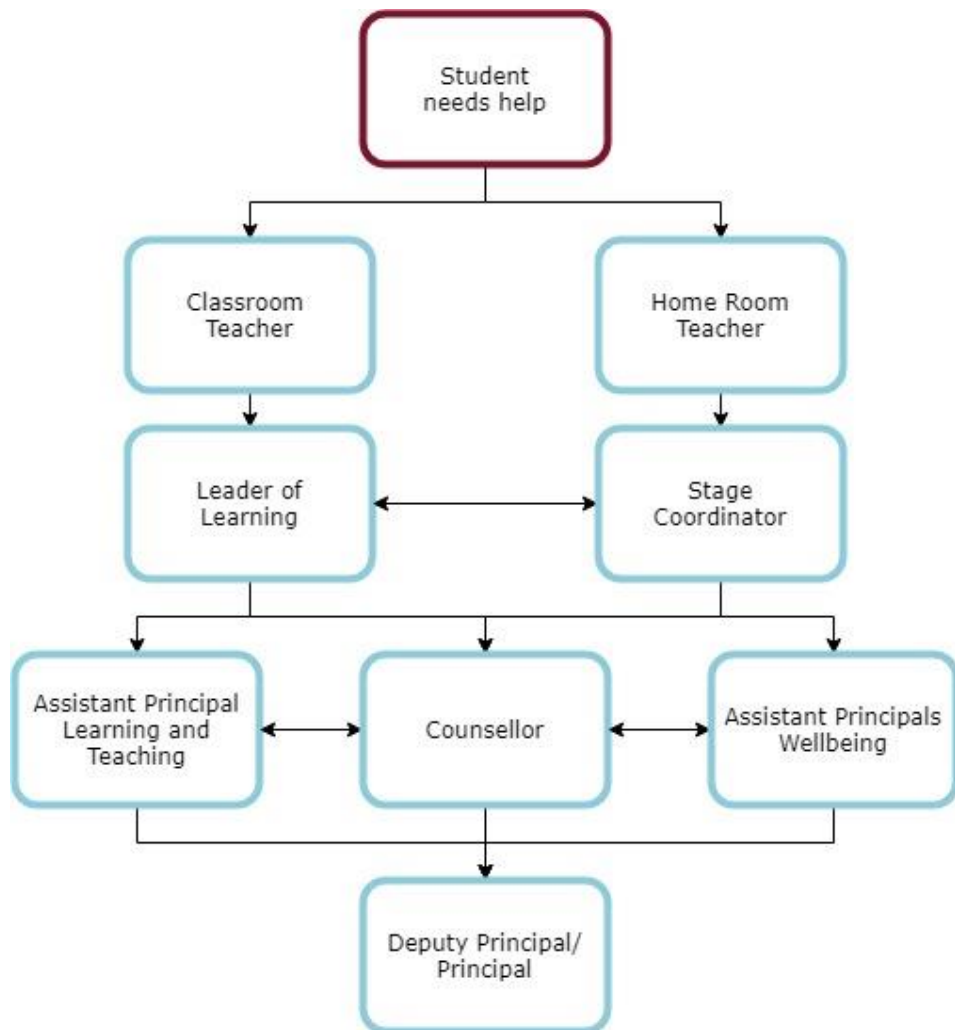 Student
needs help
Classroom
Teacher
Home Room
Teacher
Leader of
Learning
Stage
Coordinator
Assistant Principal
Learning and
Teaching
Counsellor
Assistant Principals
Wellbeing
Deputy Principal/
Principal